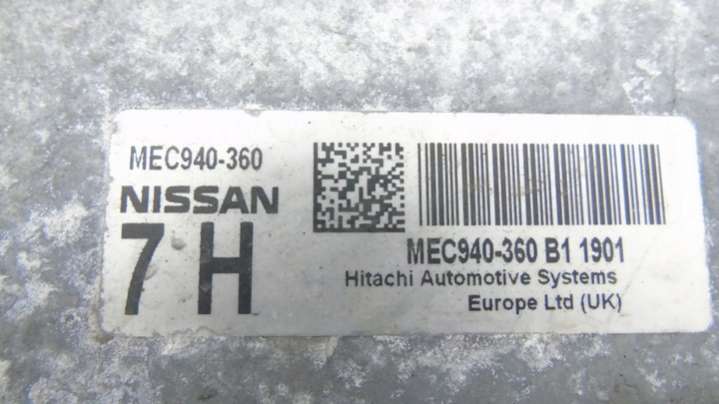 MEC940-360
NISSAN
7 H
MEC940-360 B1 1901
Hitachi Automotive Systems
Europe Ltd (UK)